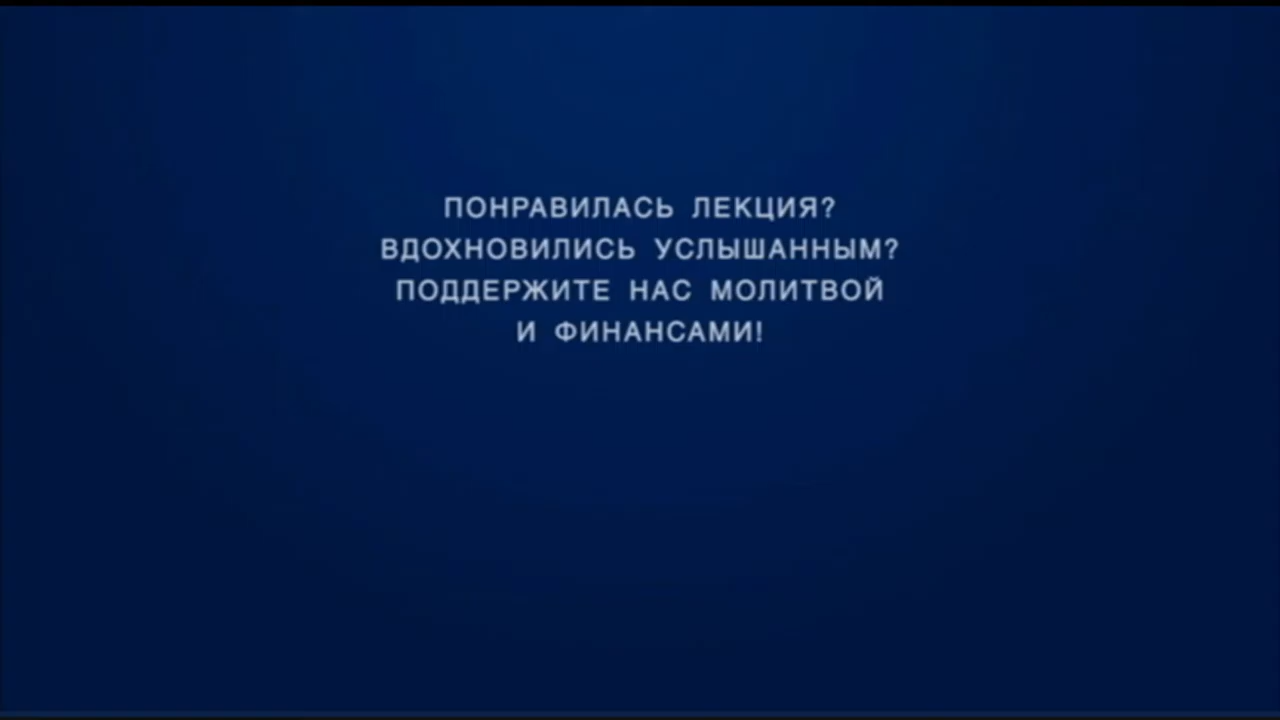 ПОНРАВИЛАСЬ ЛЕКЦИЯ?
ВДОХНОВИЛИСЬ УСЛЫШАННЫМ?
ПОДДЕРЖИТЕ НАС МОЛИТВОЙ
И ФИНАНСАМИ!